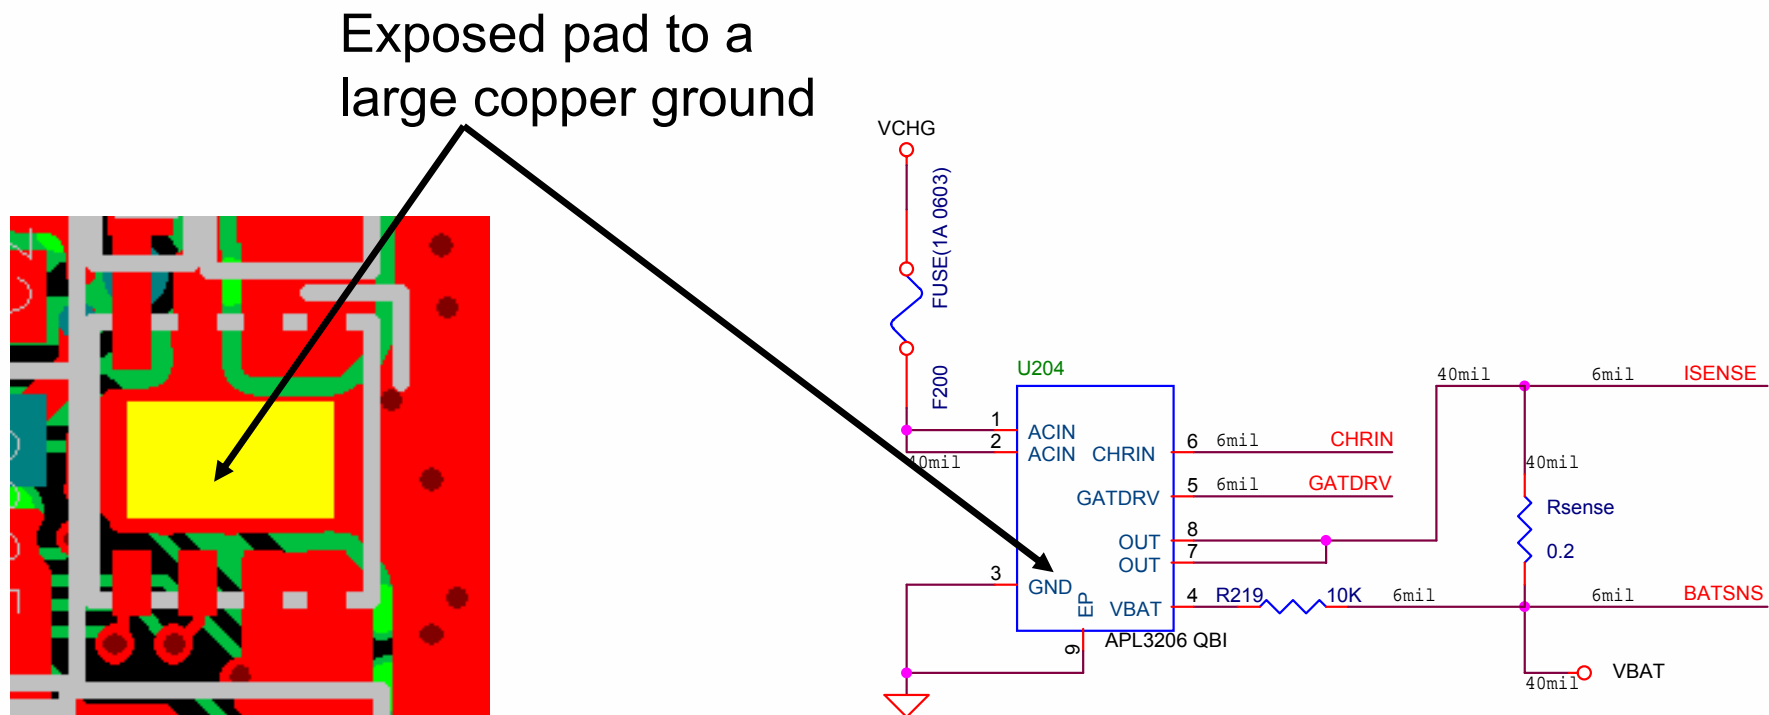 Exposed pad to a
large copper ground
VCHG
FUSE(1A 0603)
F200
U204
1
ACIN
2
ACIN
40mil
CHRIN
6
6mil
CHRIN
GATDRV
5
6mil
GATDRV
OUT
8
OUT
7
3
GND
EP
9
VBAT
4
R219
10K
6mil
APL3206 QBI
40mil
6mil
ISENSE
40mil
Rsense
0.2
6mil
BATSNS
40mil
VBAT